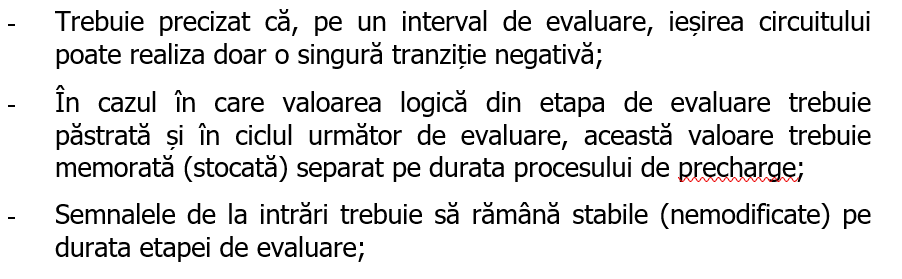 - Trebuie precizat că, pe un interval de evaluare, ieșirea circuitului
poate realiza doar o singură tranziție negativă;
- În cazul în care valoarea logică din etapa de evaluare trebuie
păstrată și în ciclul următor de evaluare, această valoare trebuie
memorată (stocată) separat pe durata procesului de precharge;
- Semnalele de la intrări trebuie să rămână stabile (nemodificate) pe
durata etapei de evaluare;